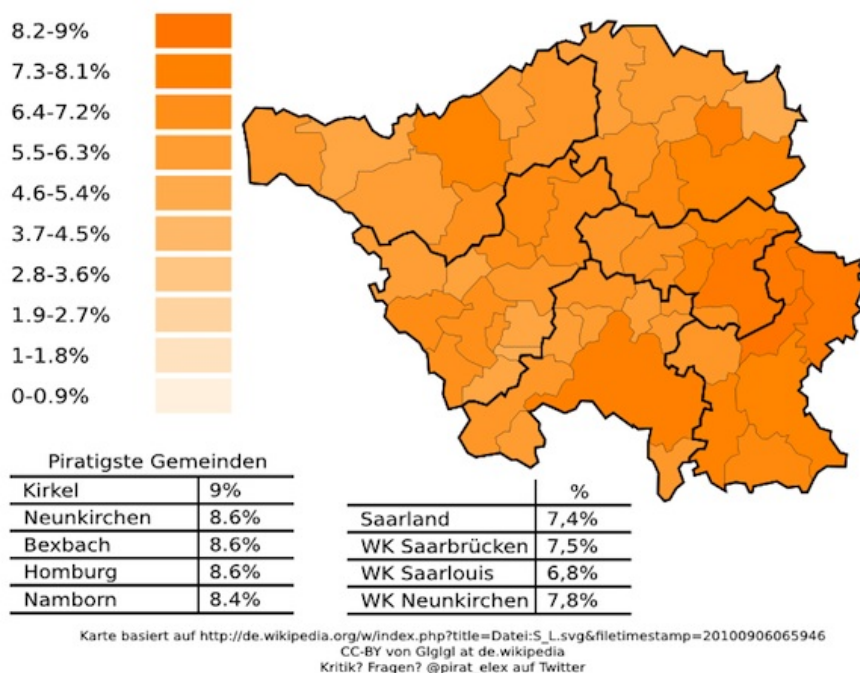 8.2-9%
7.3-8.1%
6.4-7.2%
5.5-6.3%
4.6-5.4%
3.7-4.5%
2.8-3.6%
1.9-2.7%
1-1.8%
0-0.9%
Piratigste Gemeinden
Kirkel 9%
Neunkirchen 8.6%
Bexbach 8.6%
Homburg 8.6%
Namborn 8.4%
%
Saarland 7,4%
WK Saarbrücken 7,5%
WK Saarlouis 6,8%
WK Neunkirchen 7,8%
Karte basiert auf http://de.wikipedia.org/w/index.php?title=Datei:S_L.svg&filetimestamp=20100906065946
CC-BY von Glglgl at de.wikipedia
Kritik? Fragen? @pirat_elex auf Twitter